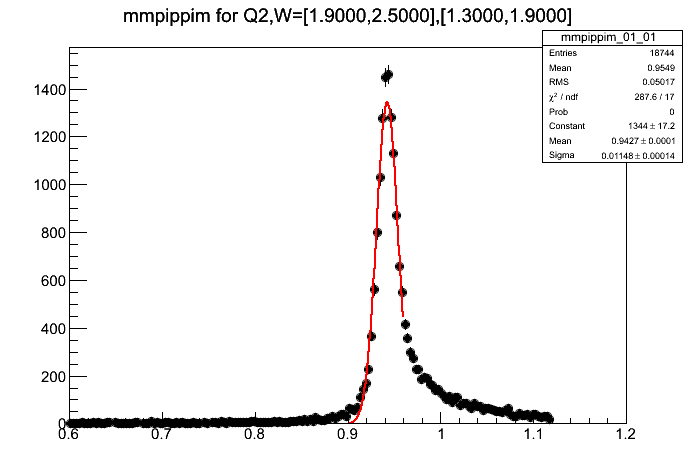 mmpippim for Q2,W=[1.9000,2.5000],[1.3000,1.9000]
mmpippim_01_01
Entries 18744
Mean 0.9549
RMS 0.05017
χ² / ndf 287.6 / 17
Prob 0
Constant 1344 ± 17.2
Mean 0.9427 ± 0.0001
Sigma 0.01148 ± 0.00014
1400
1200
1000
800
600
400
200
0
0.6 0.7 0.8 0.9 1 1.1 1.2